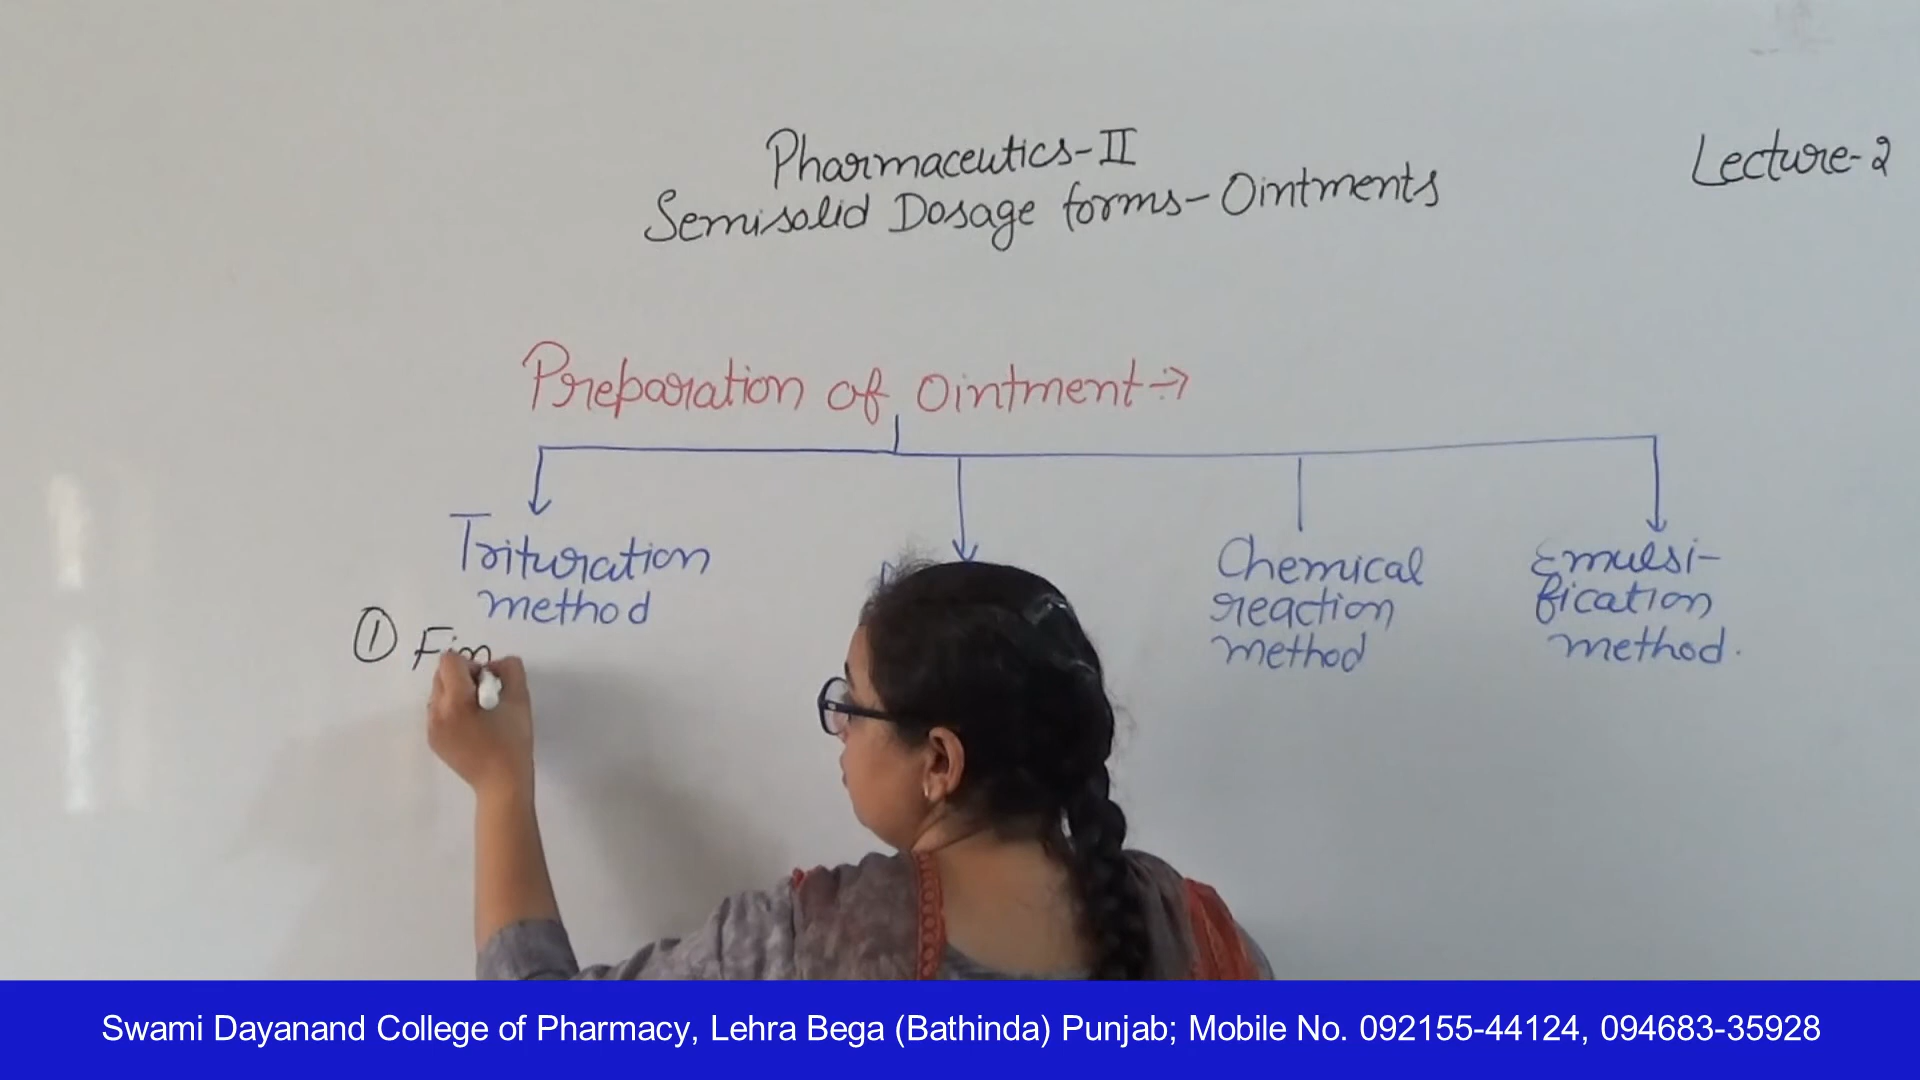 Pharmaceutics-II
Lecture-2
Semisolid Dosage forms-Ointments
Preparation of Ointment->
Trituration
method
Chemical
reaction
method
Emulsi-
fication
method.
①
Swami Dayanand College of Pharmacy, Lehra Bega (Bathinda) Punjab; Mobile No. 092155-44124, 094683-35928